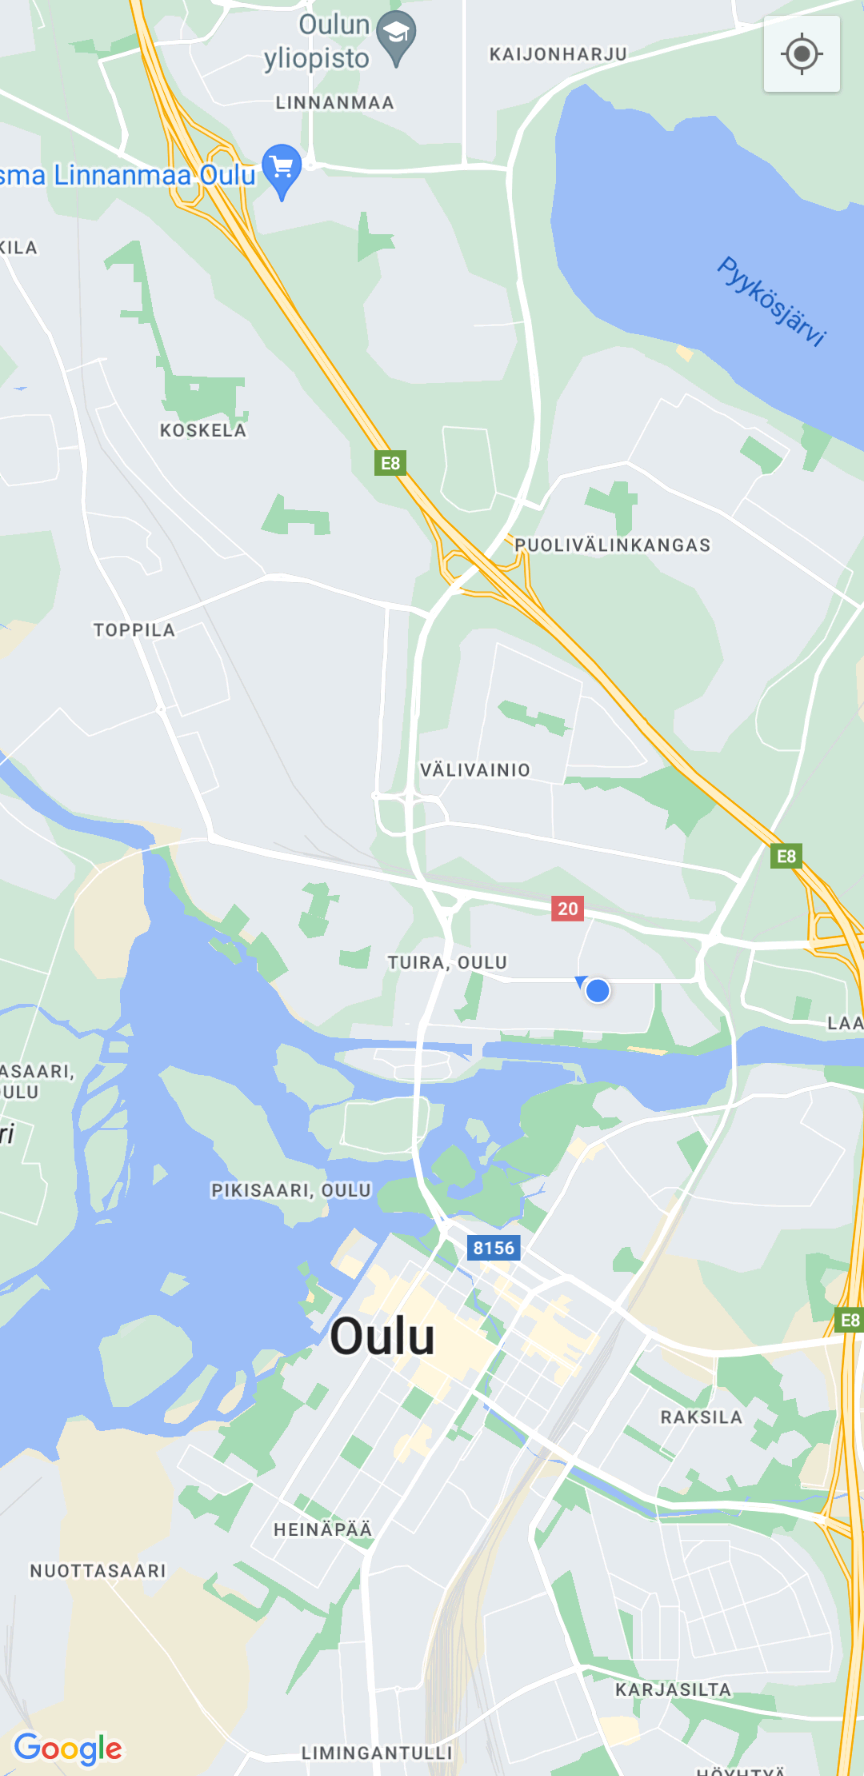 Oulun
yliopisto
KAIJONHARJU
LINNANMAA
sma Linnanmaa Oulu
KILA
Pyykösjärvi
KOSKELA
E8
PUOLIVÄLINKANGAS
TOPPILA
VÄLIVAINIO
E8
20
TUIRA, OULU
LAA
ASAARI,
OULU
ri
PIKISAARI, OULU
8156
E8
Oulu
RAKSILA
HEINÄPÄÄ
NUOTTASAARI
KARJASILTA
Google
LIMINGANTULLI
HÖYHTYÄ